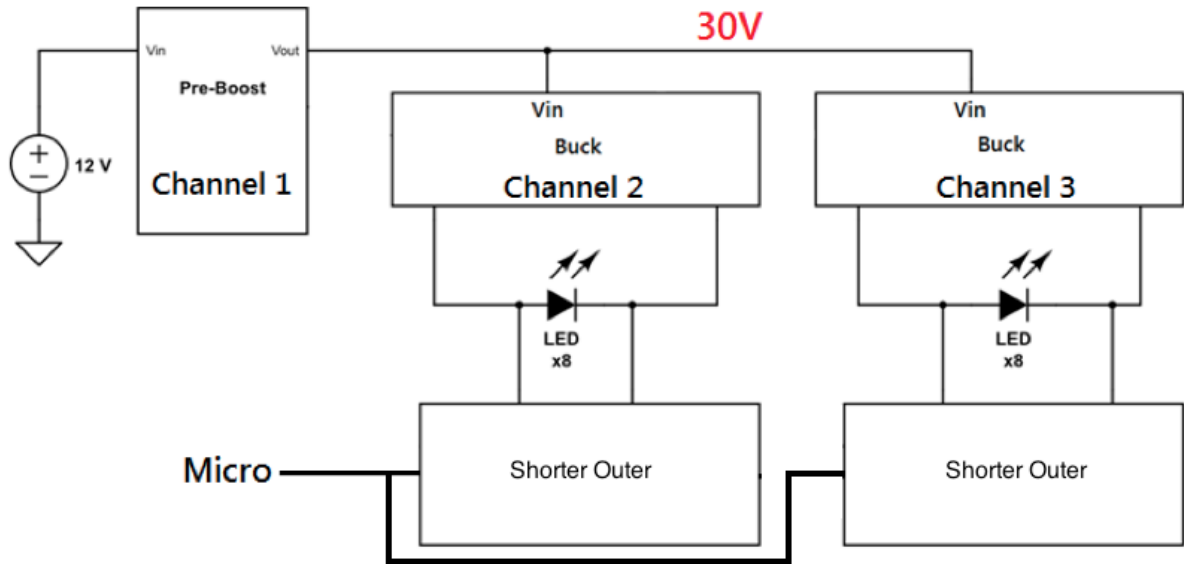 30V
Vin
Vout
Pre-Boost
12 V
Channel 1
Vin
Buck
Channel 2
Vin
Buck
Channel 3
LED
x8
LED
x8
Micro
Shorter Outer
Shorter Outer
+
−